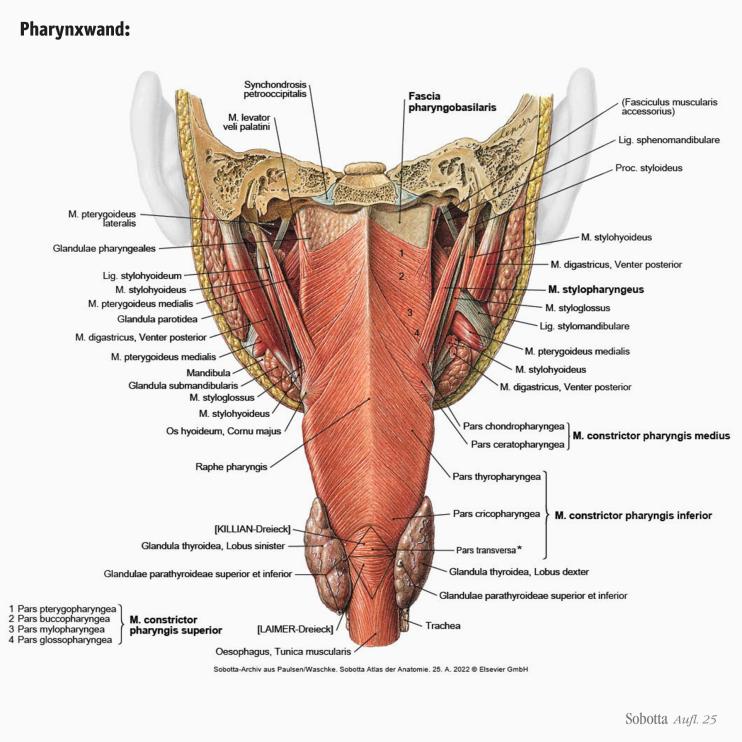 Pharynxwand:
Synchondrosis
petrooccipitalis
M. levator
veli palatini
Fascia
pharyngobasilaris
(Fasciculus muscularis
accessorius)
Lig. sphenomandibulare
Proc. styloideus
M. pterygoideus
lateralis
Glandulae pharyngeales
Lig. stylohyoideum
M. stylohyoideus
M. pterygoideus medialis
Glandula parotidea
M. digastricus, Venter posterior
M. pterygoideus medialis
Mandibula
Glandula submandibularis
M. styloglossus
M. stylohyoideus
Os hyoideum, Cornu majus
Raphe pharyngis
[KILLIAN-Dreieck]
Glandula thyroidea, Lobus sinister
Glandulae parathyroideae superior et inferior
1
2
3
4
M. stylohyoideus
M. digastricus, Venter posterior
M. stylopharyngeus
M. styloglossus
Lig. stylomandibulare
M. pterygoideus medialis
M. stylohyoideus
M. digastricus, Venter posterior
Pars chondropharyngea
Pars ceratopharyngea
M. constrictor pharyngis medius
Pars thyropharyngea
Pars cricopharyngea
M. constrictor pharyngis inferior
Pars transversa*
Glandula thyroidea, Lobus dexter
Glandulae parathyroideae superior et inferior
1 Pars pterygopharyngea
2 Pars buccopharyngea
3 Pars mylopharyngea
4 Pars glossopharyngea
M. constrictor
pharyngis superior
[LAIMER-Dreieck]
Trachea
Oesophagus, Tunica muscularis
Sobotta-Archiv aus Paulsen/Waschke. Sobotta Atlas der Anatomie. 25. A. 2022 © Elsevier GmbH
Sobotta Aufl. 25